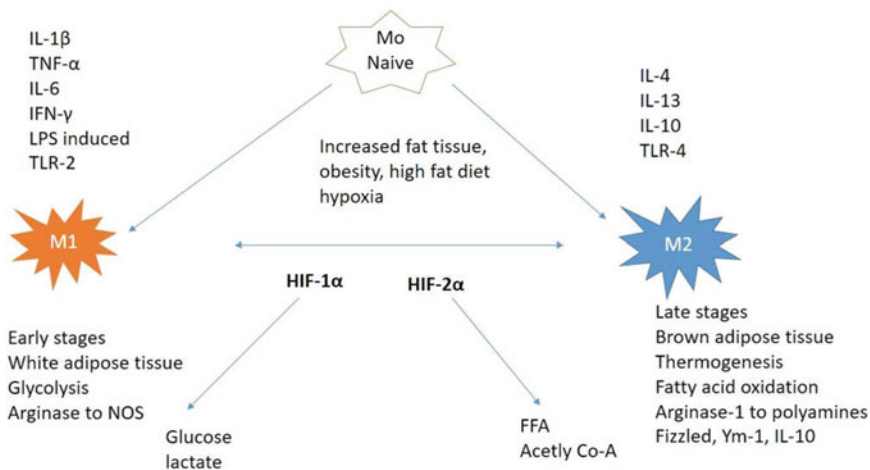 IL-1β
TNF-α
IL-6
IFN-γ
LPS induced
TLR-2
Mo
Naive
IL-4
IL-13
IL-10
TLR-4
Increased fat tissue,
obesity, high fat diet
hypoxia
M1
M2
HIF-1α
HIF-2α
Early stages
White adipose tissue
Glycolysis
Arginase to NOS
Late stages
Brown adipose tissue
Thermogenesis
Fatty acid oxidation
Arginase-1 to polyamines
Fizzled, Ym-1, IL-10
Glucose
lactate
FFA
Acetly Co-A